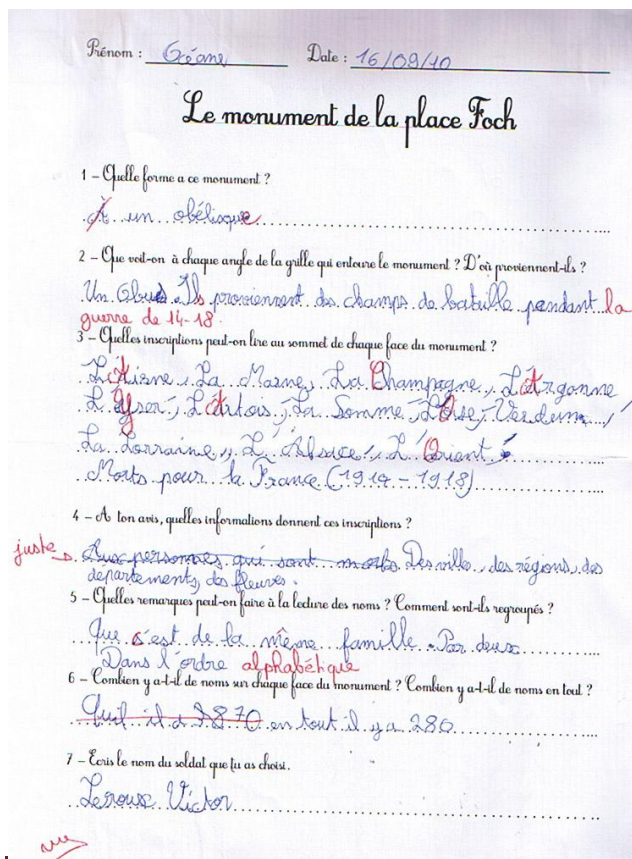 Prénom : Océane Date : 16/09/10
Le monument de la place Foch
1 – Quelle forme a ce monument ?
À un obélisque
2 – Que voit-on à chaque angle de la grille qui entoure le monument ? D'où proviennent-ils ?
Un Obus. Ils proviennent des champs de bataille pendant la
guerre de 14-18.
3 – Quelles inscriptions peut-on lire au sommet de chaque face du monument ?
L'Aisne, La Marne, La Champagne, L'Argonne,
L'Yser, L'Artois, La Somme, L'Oise, Verdun,
La Lorraine, L'Alsace, L'Orient,
Morts pour la France (1914 – 1918)
4 – A ton avis, quelles informations donnent ces inscriptions ?
juste Aux personnes qui sont morts. Des ville, des régions, des
départements, des fleuves.
5 – Quelles remarques peut-on faire à la lecture des noms ? Comment sont-ils regroupés ?
Que c'est de la même famille. Par deux
Dans l'ordre alphabétique
6 – Combien y a-t-il de noms sur chaque face du monument ? Combien y a-t-il de noms en tout ?
Quil il a 70 en tout il y a 280
7 – Ecris le nom du soldat que tu as choisi.
Leroux Victor
vu